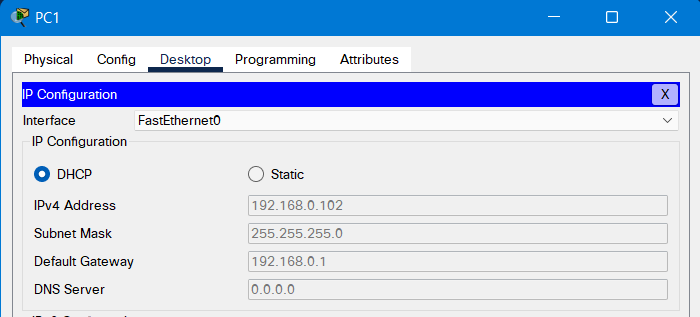 PC1
Physical Config Desktop Programming Attributes
IP Configuration X
Interface FastEthernet0
IP Configuration
DHCP Static
IPv4 Address 192.168.0.102
Subnet Mask 255.255.255.0
Default Gateway 192.168.0.1
DNS Server 0.0.0.0